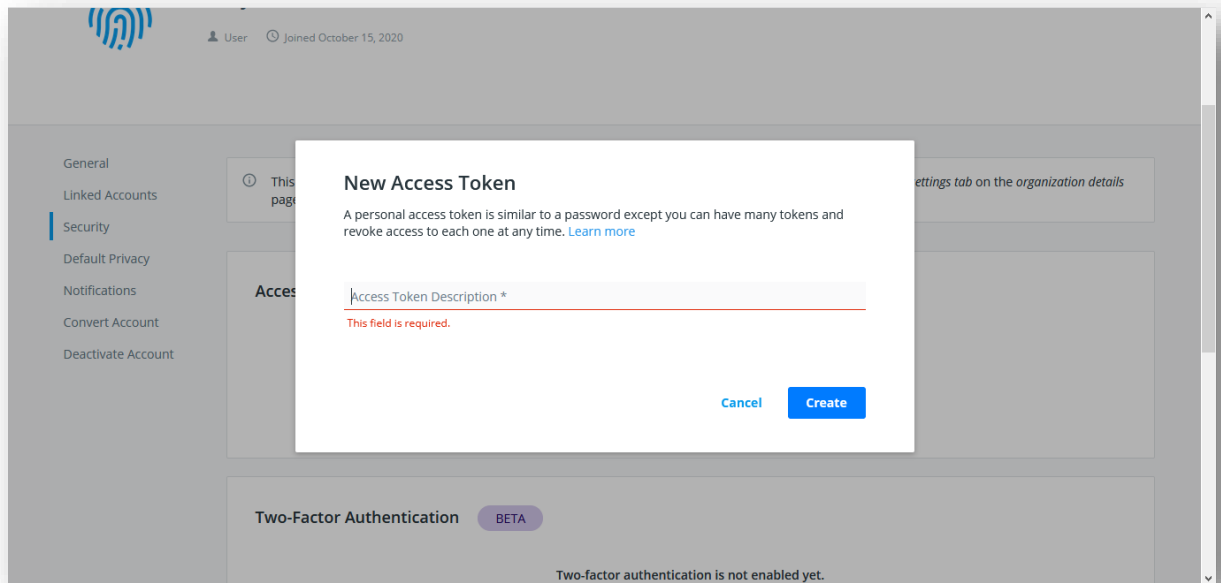 User Joined October 15, 2020
General
Linked Accounts
Security
Default Privacy
Notifications
Convert Account
Deactivate Account
This
page
ettings tab on the organization details
New Access Token
A personal access token is similar to a password except you can have many tokens and
revoke access to each one at any time. Learn more
Acces
Access Token Description *
This field is required.
Cancel Create
Two-Factor Authentication BETA
Two-factor authentication is not enabled yet.